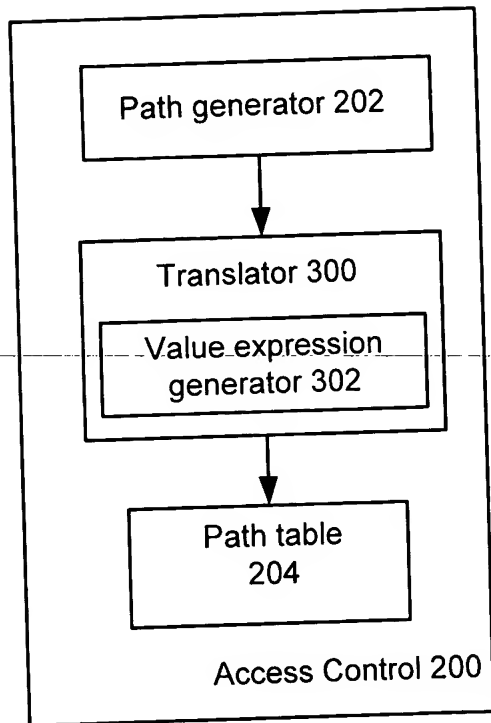 Path generator 202
Translator 300
Value expression
generator 302
Path table
204
Access Control 200